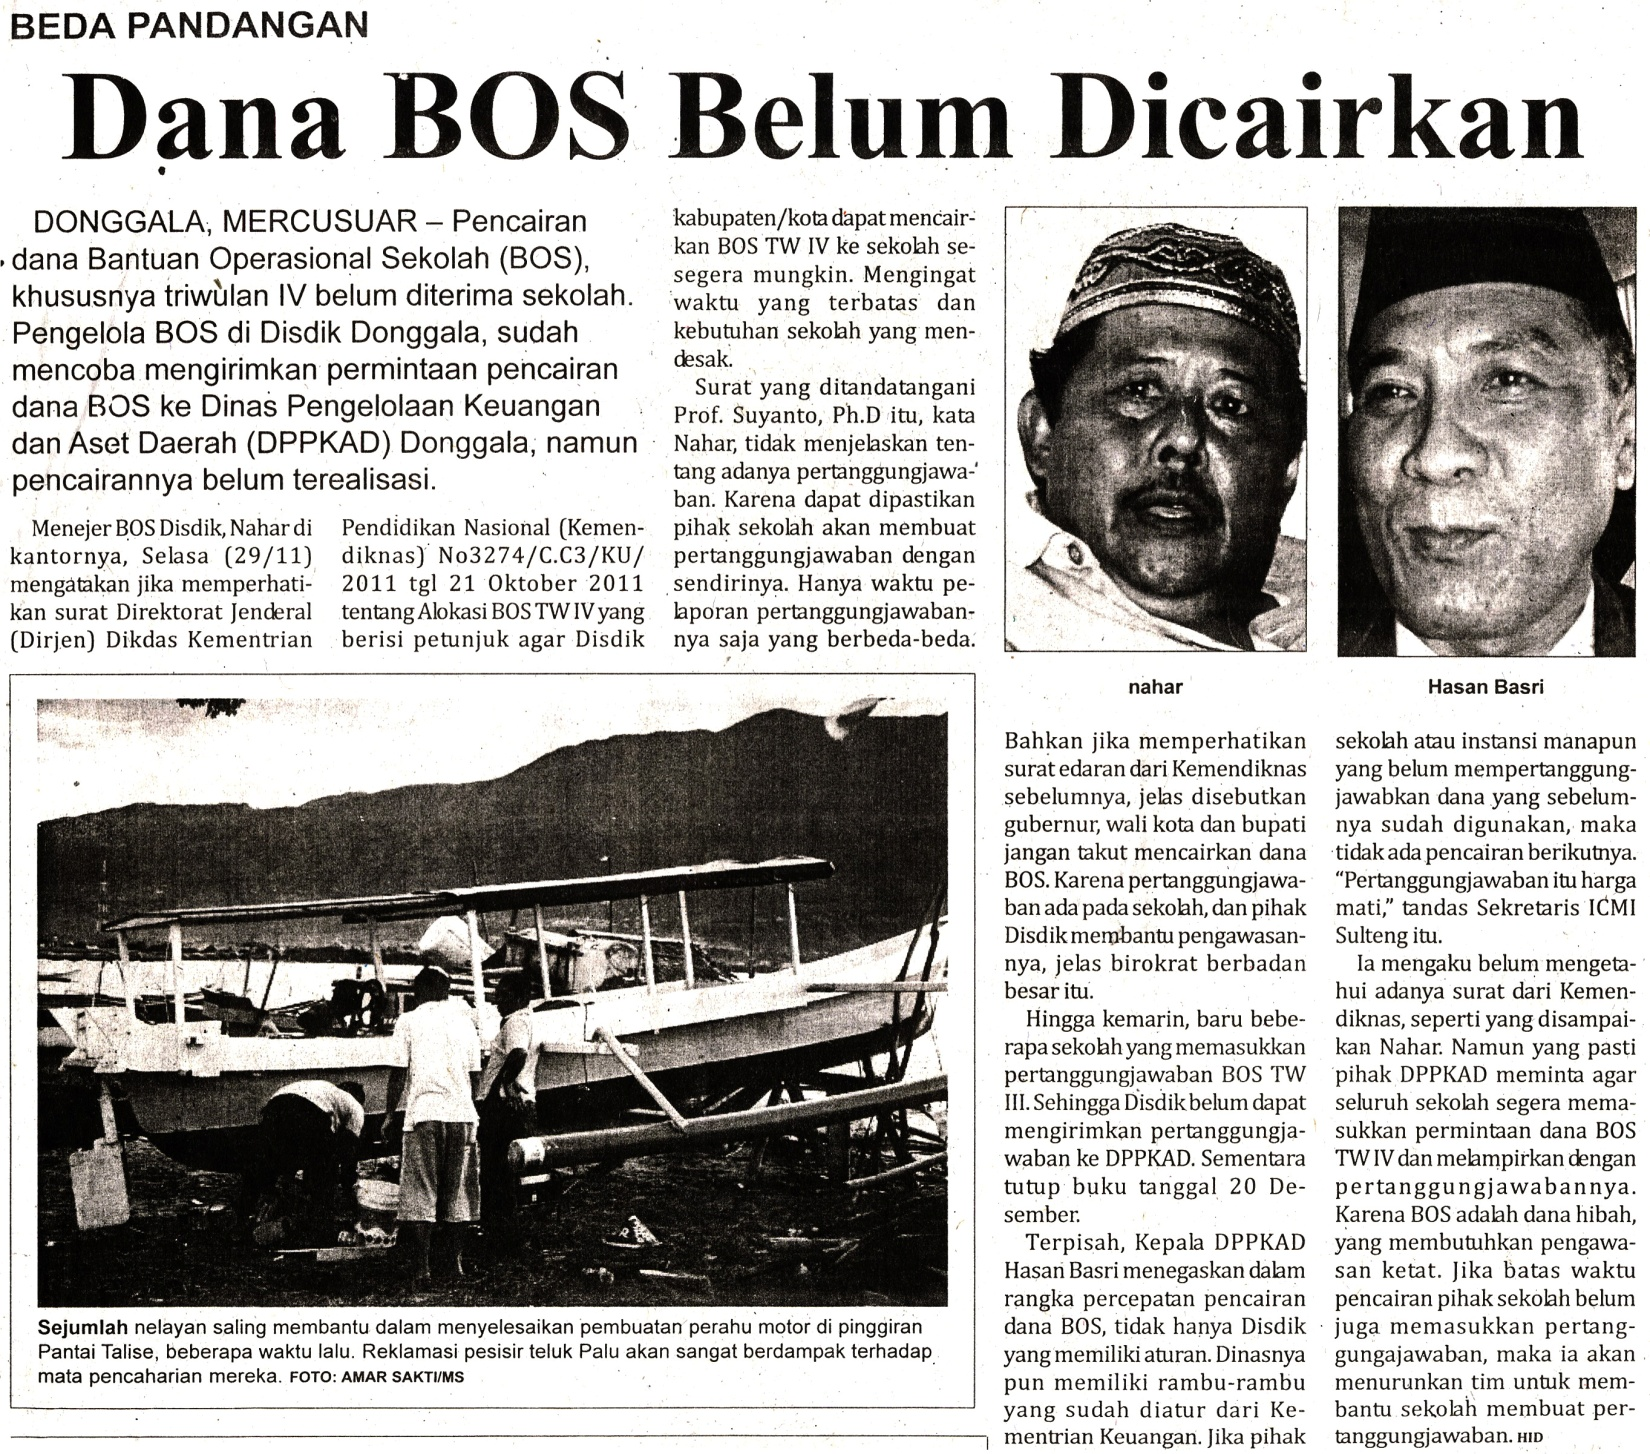 BEDA PANDANGAN
Dana BOS Belum Dicairkan
DONGGALA, MERCUSUAR – Pencairan
dana Bantuan Operasional Sekolah (BOS),
khususnya triwulan IV belum diterima sekolah.
Pengelola BOS di Disdik Donggala, sudah
mencoba mengirimkan permintaan pencairan
dana BOS ke Dinas Pengelolaan Keuangan
dan Aset Daerah (DPPKAD) Donggala, namun
pencairannya belum terealisasi.
Menejer BOS Disdik, Nahar di
kantornya, Selasa (29/11)
mengatakan jika memperhati-
kan surat Direktorat Jenderal
(Dirjen) Dikdas Kementrian
Pendidikan Nasional (Kemen-
diknas) No3274/C.C3/KU/
2011 tgl 21 Oktober 2011
tentang Alokasi BOS TW IV yang
berisi petunjuk agar Disdik
kabupaten/kota dapat mencair-
kan BOS TW IV ke sekolah se-
segera mungkin. Mengingat
waktu yang terbatas dan
kebutuhan sekolah yang men-
desak.
Surat yang ditandatangani
Prof. Suyanto, Ph.D itu, kata
Nahar, tidak menjelaskan ten-
tang adanya pertanggungjawa-
ban. Karena dapat dipastikan
pihak sekolah akan membuat
pertanggungjawaban dengan
sendirinya. Hanya waktu pe-
laporan pertanggungjawaban-
nya saja yang berbeda-beda.
nahar
Hasan Basri
Bahkan jika memperhatikan
surat edaran dari Kemendiknas
sebelumnya, jelas disebutkan
gubernur, wali kota dan bupati
jangan takut mencairkan dana
BOS. Karena pertanggungjawa-
ban ada pada sekolah, dan pihak
Disdik membantu pengawasan-
nya, jelas birokrat berbadan
besar itu.
Hingga kemarin, baru bebe-
rapa sekolah yang memasukkan
pertanggungjawaban BOS TW
III. Sehingga Disdik belum dapat
mengirimkan pertanggungja-
waban ke DPPKAD. Sementara
tutup buku tanggal 20 De-
sember.
Terpisah, Kepala DPPKAD
Hasan Basri menegaskan dalam
rangka percepatan pencairan
dana BOS, tidak hanya Disdik
yang memiliki aturan. Dinasnya
pun memiliki rambu-rambu
yang sudah diatur dari Ke-
mentrian Keuangan. Jika pihak
sekolah atau instansi manapun
yang belum mempertanggung-
jawabkan dana yang sebelum-
nya sudah digunakan, maka
tidak ada pencairan berikutnya.
“Pertanggungjawaban itu harga
mati,” tandas Sekretaris ICMI
Sulteng itu.
Ia mengaku belum mengeta-
hui adanya surat dari Kemen-
diknas, seperti yang disampai-
kan Nahar. Namun yang pasti
pihak DPPKAD meminta agar
seluruh sekolah segera mema-
sukkan permintaan dana BOS
TW IV dan melampirkan dengan
pertanggungjawabannya.
Karena BOS adalah dana hibah,
yang membutuhkan pengawa-
san ketat. Jika batas waktu
pencairan pihak sekolah belum
juga memasukkan pertang-
gungajawaban, maka ia akan
menurunkan tim untuk mem-
bantu sekolah membuat per-
tanggungjawaban. HID
Sejumlah nelayan saling membantu dalam menyelesaikan pembuatan perahu motor di pinggiran
Pantai Talise, beberapa waktu lalu. Reklamasi pesisir teluk Palu akan sangat berdampak terhadap
mata pencaharian mereka. FOTO: AMAR SAKTI/MS